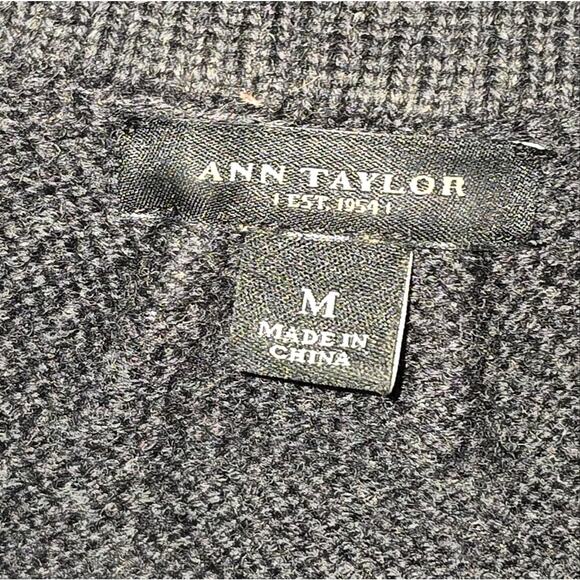 ANN TAYLOR
EST. 1954
M
MADE IN
CHINA